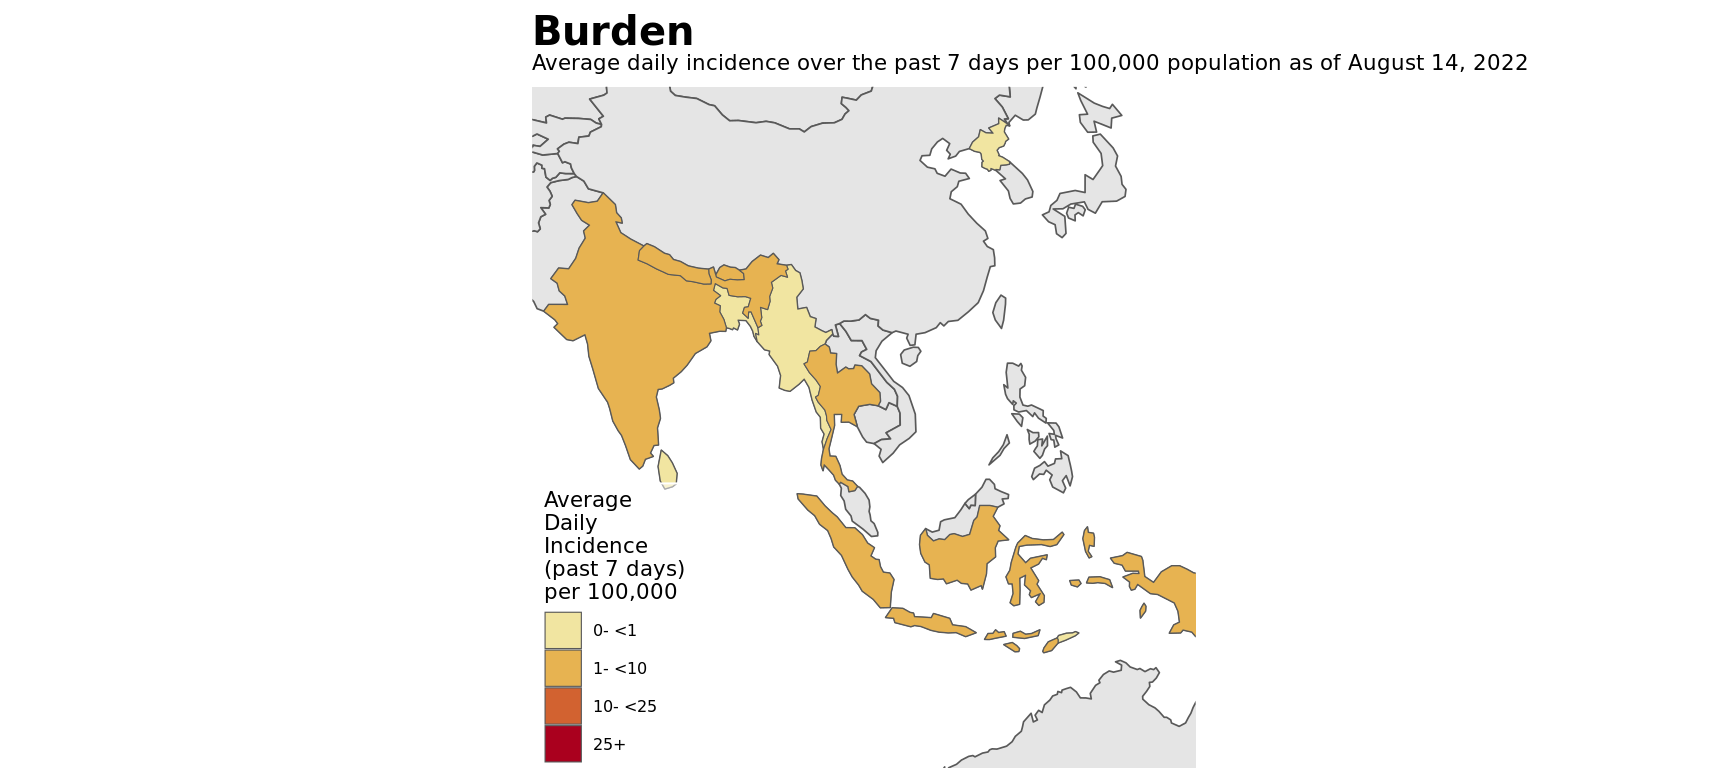 Burden
Average daily incidence over the past 7 days per 100,000 population as of August 14, 2022
Average
Daily
Incidence
(past 7 days)
per 100,000
0- <1
1- <10
10- <25
25+